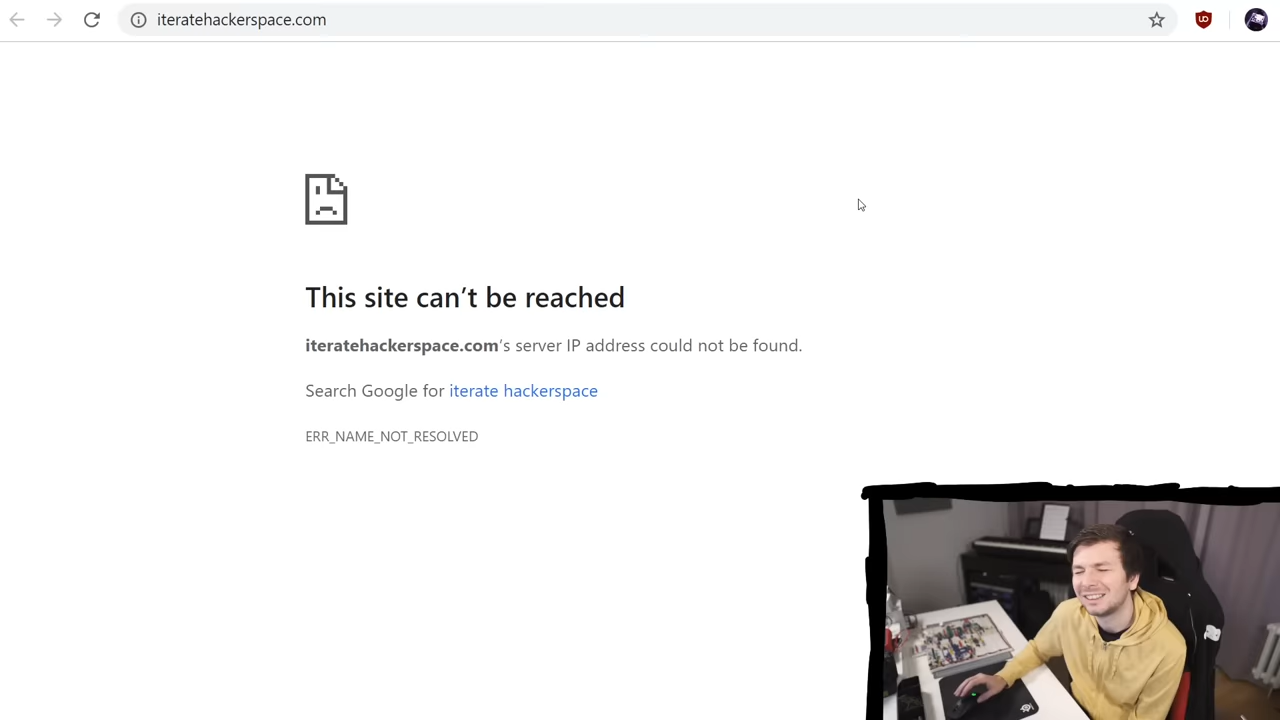 iteratehackerspace.com
This site can’t be reached
iteratehackerspace.com’s server IP address could not be found.
Search Google for iterate hackerspace
ERR_NAME_NOT_RESOLVED